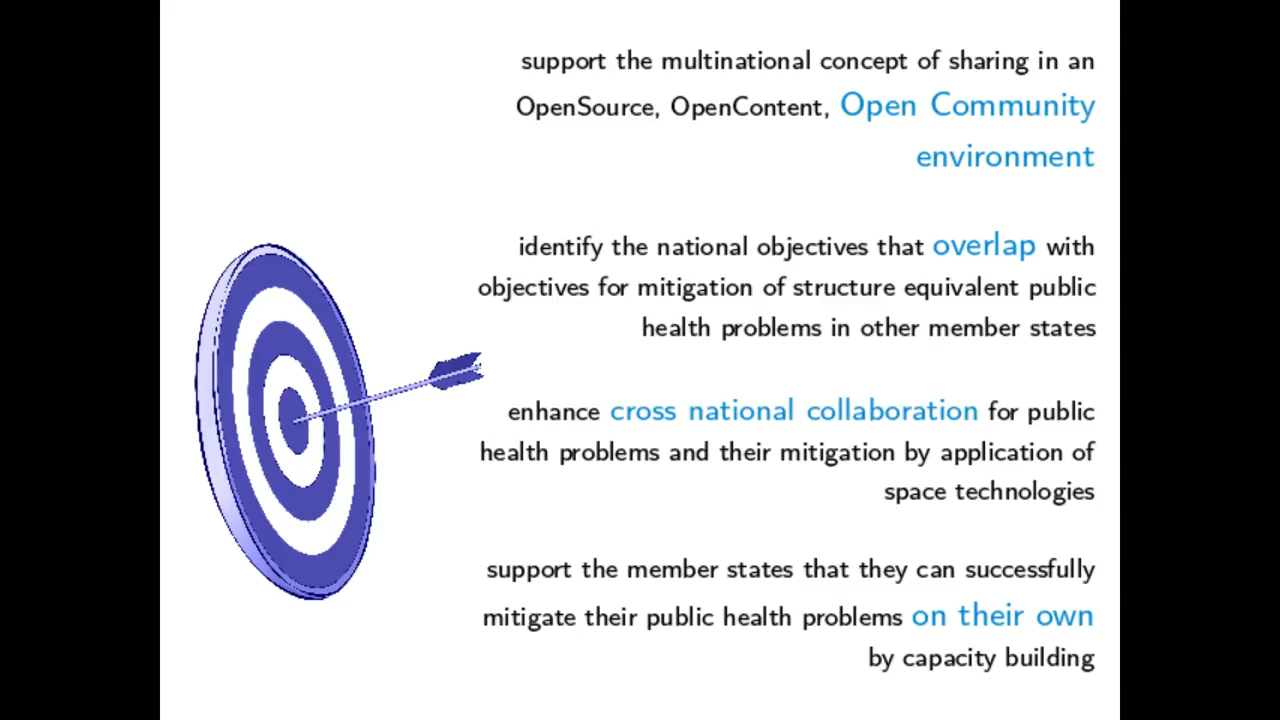 support the multinational concept of sharing in an
OpenSource, OpenContent, Open Community
environment
identify the national objectives that overlap with
objectives for mitigation of structure equivalent public
health problems in other member states
enhance cross national collaboration for public
health problems and their mitigation by application of
space technologies
support the member states that they can successfully
mitigate their public health problems on their own
by capacity building